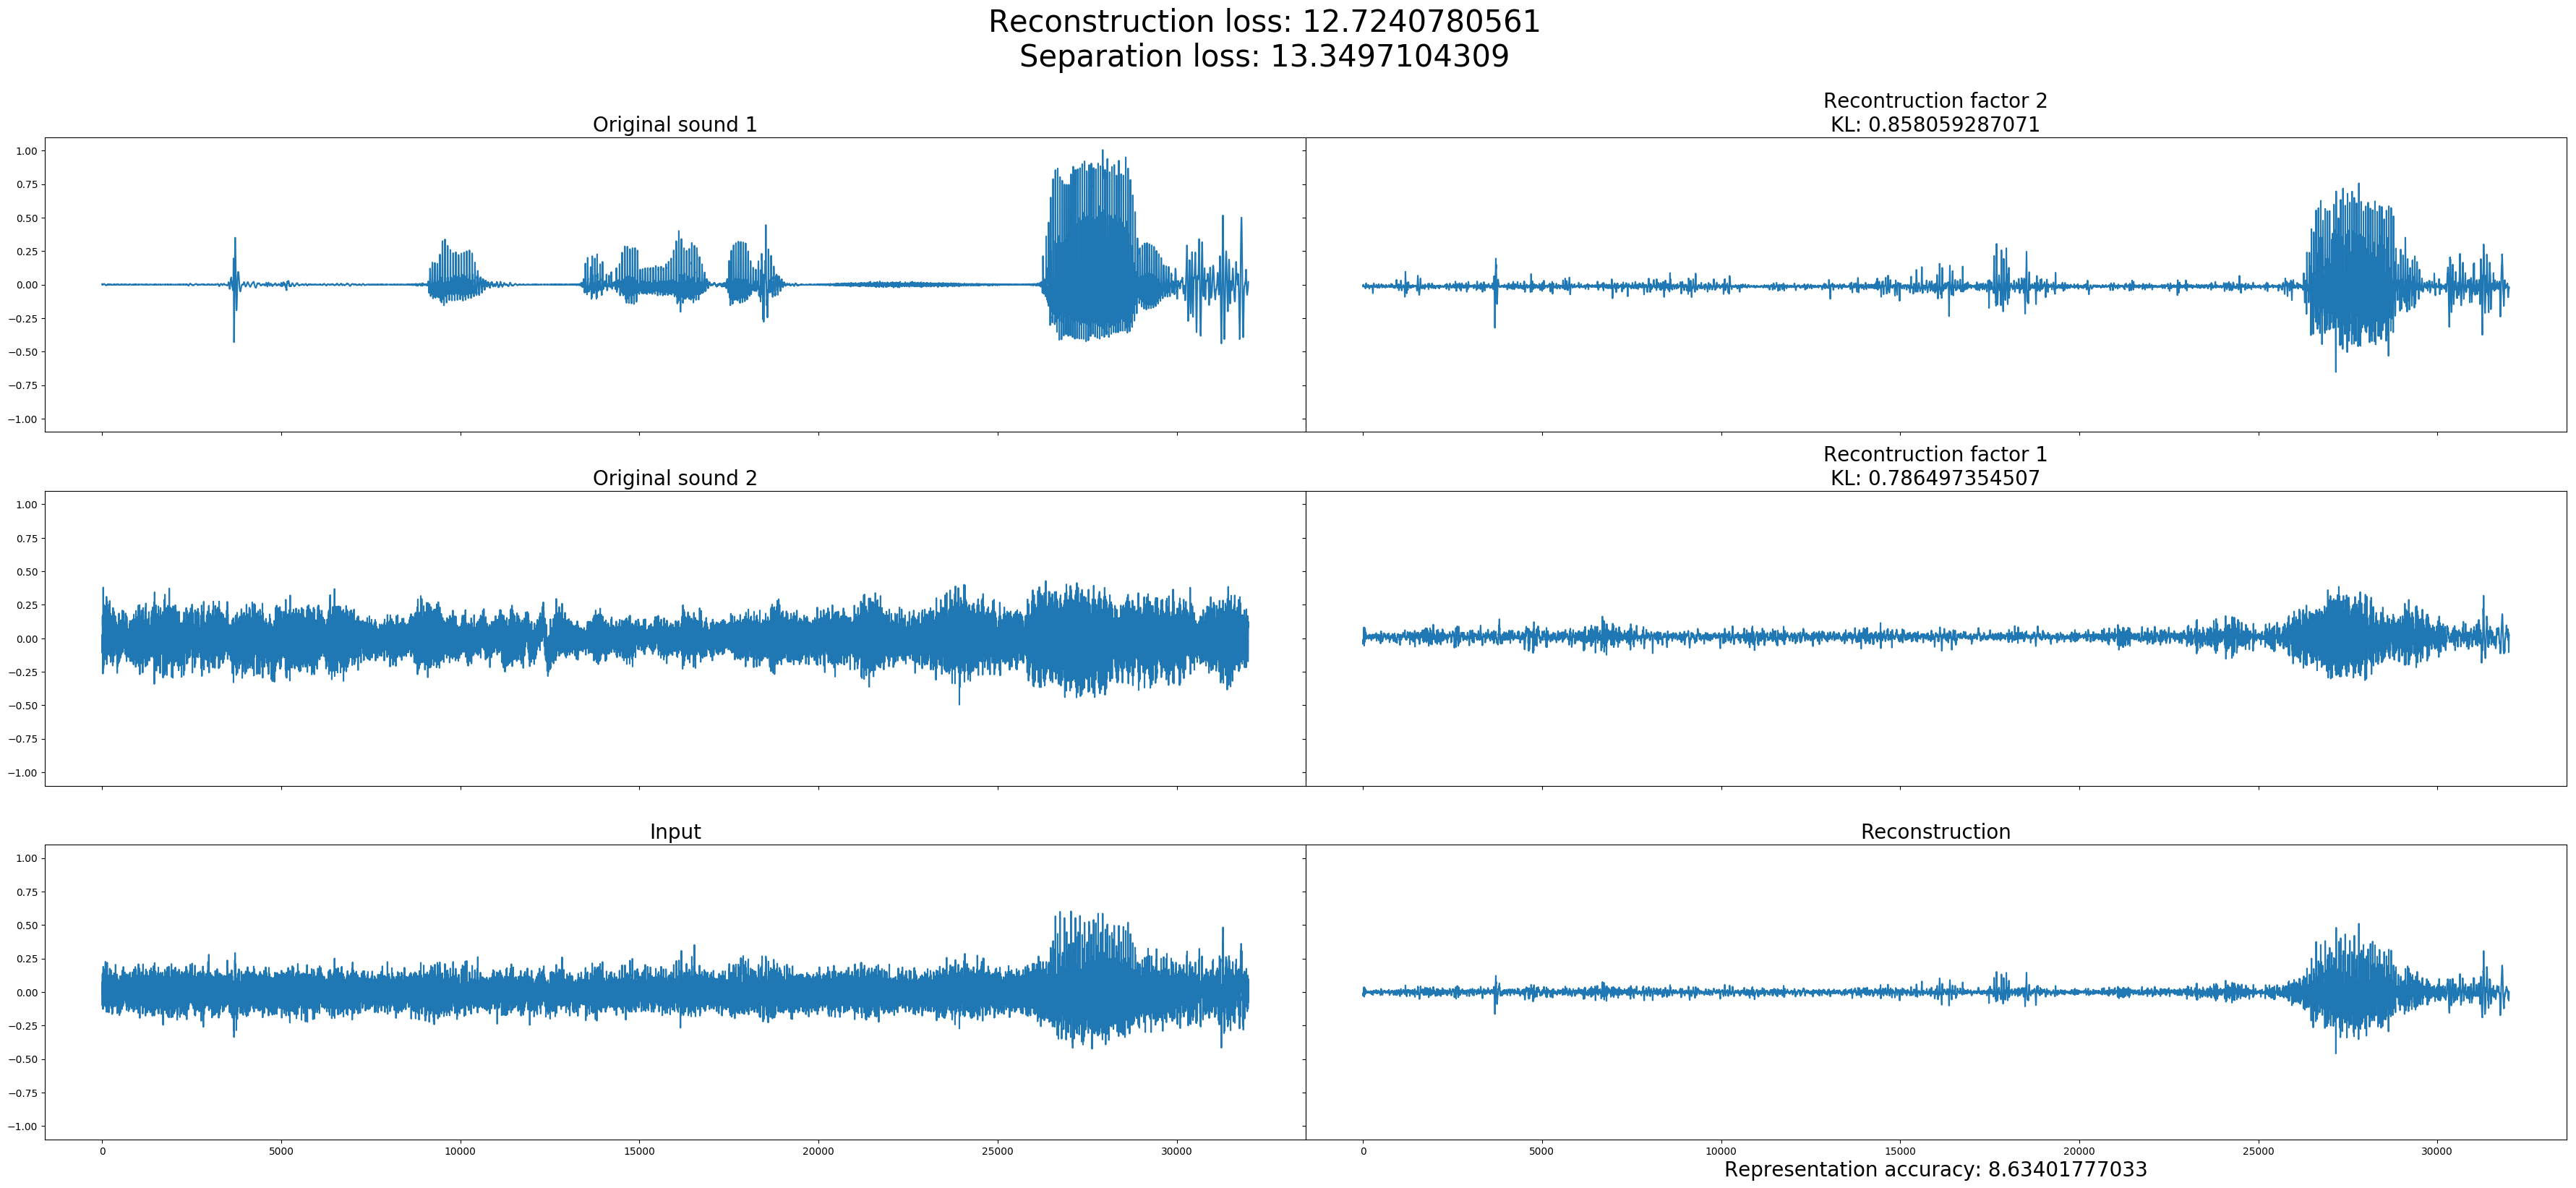 Reconstruction loss: 12.7240780561
Separation loss: 13.3497104309
Original sound 1
Recontruction factor 2
KL: 0.858059287071
1.00
0.75
0.50
0.25
0.00
−0.25
−0.50
−0.75
−1.00
Original sound 2
Recontruction factor 1
KL: 0.786497354507
1.00
0.75
0.50
0.25
0.00
−0.25
−0.50
−0.75
−1.00
Input
Reconstruction
1.00
0.75
0.50
0.25
0.00
−0.25
−0.50
−0.75
−1.00
0 5000 10000 15000 20000 25000 30000 0 5000 10000 15000 20000 25000 30000
Representation accuracy: 8.63401777033